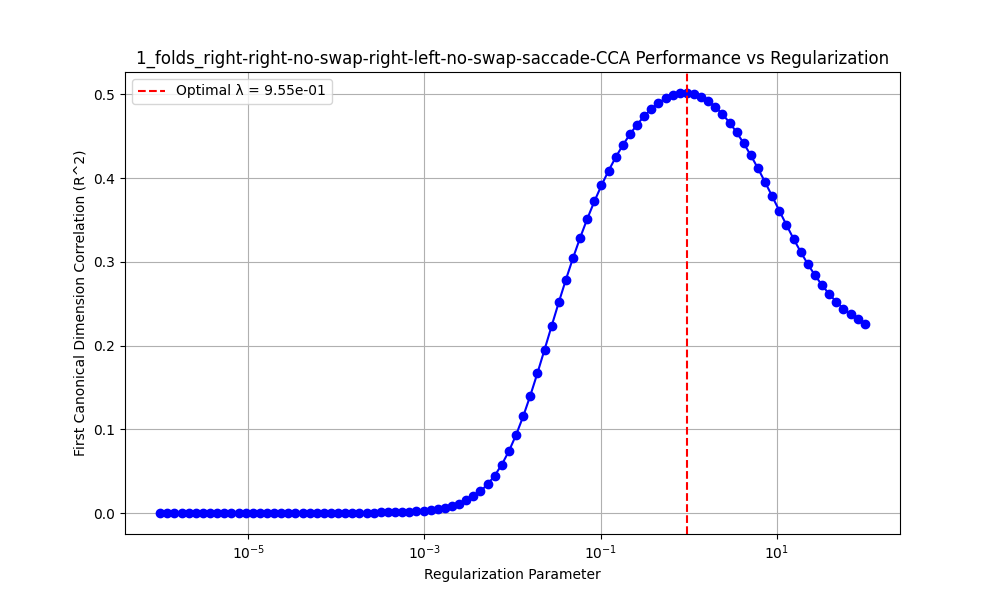 1_folds_right-right-no-swap-right-left-no-swap-saccade-CCA Performance vs Regularization
Optimal λ = 9.55e-01
First Canonical Dimension Correlation (R^2)
0.5
0.4
0.3
0.2
0.1
0.0
10⁻⁵
10⁻³
10⁻¹
10¹
Regularization Parameter